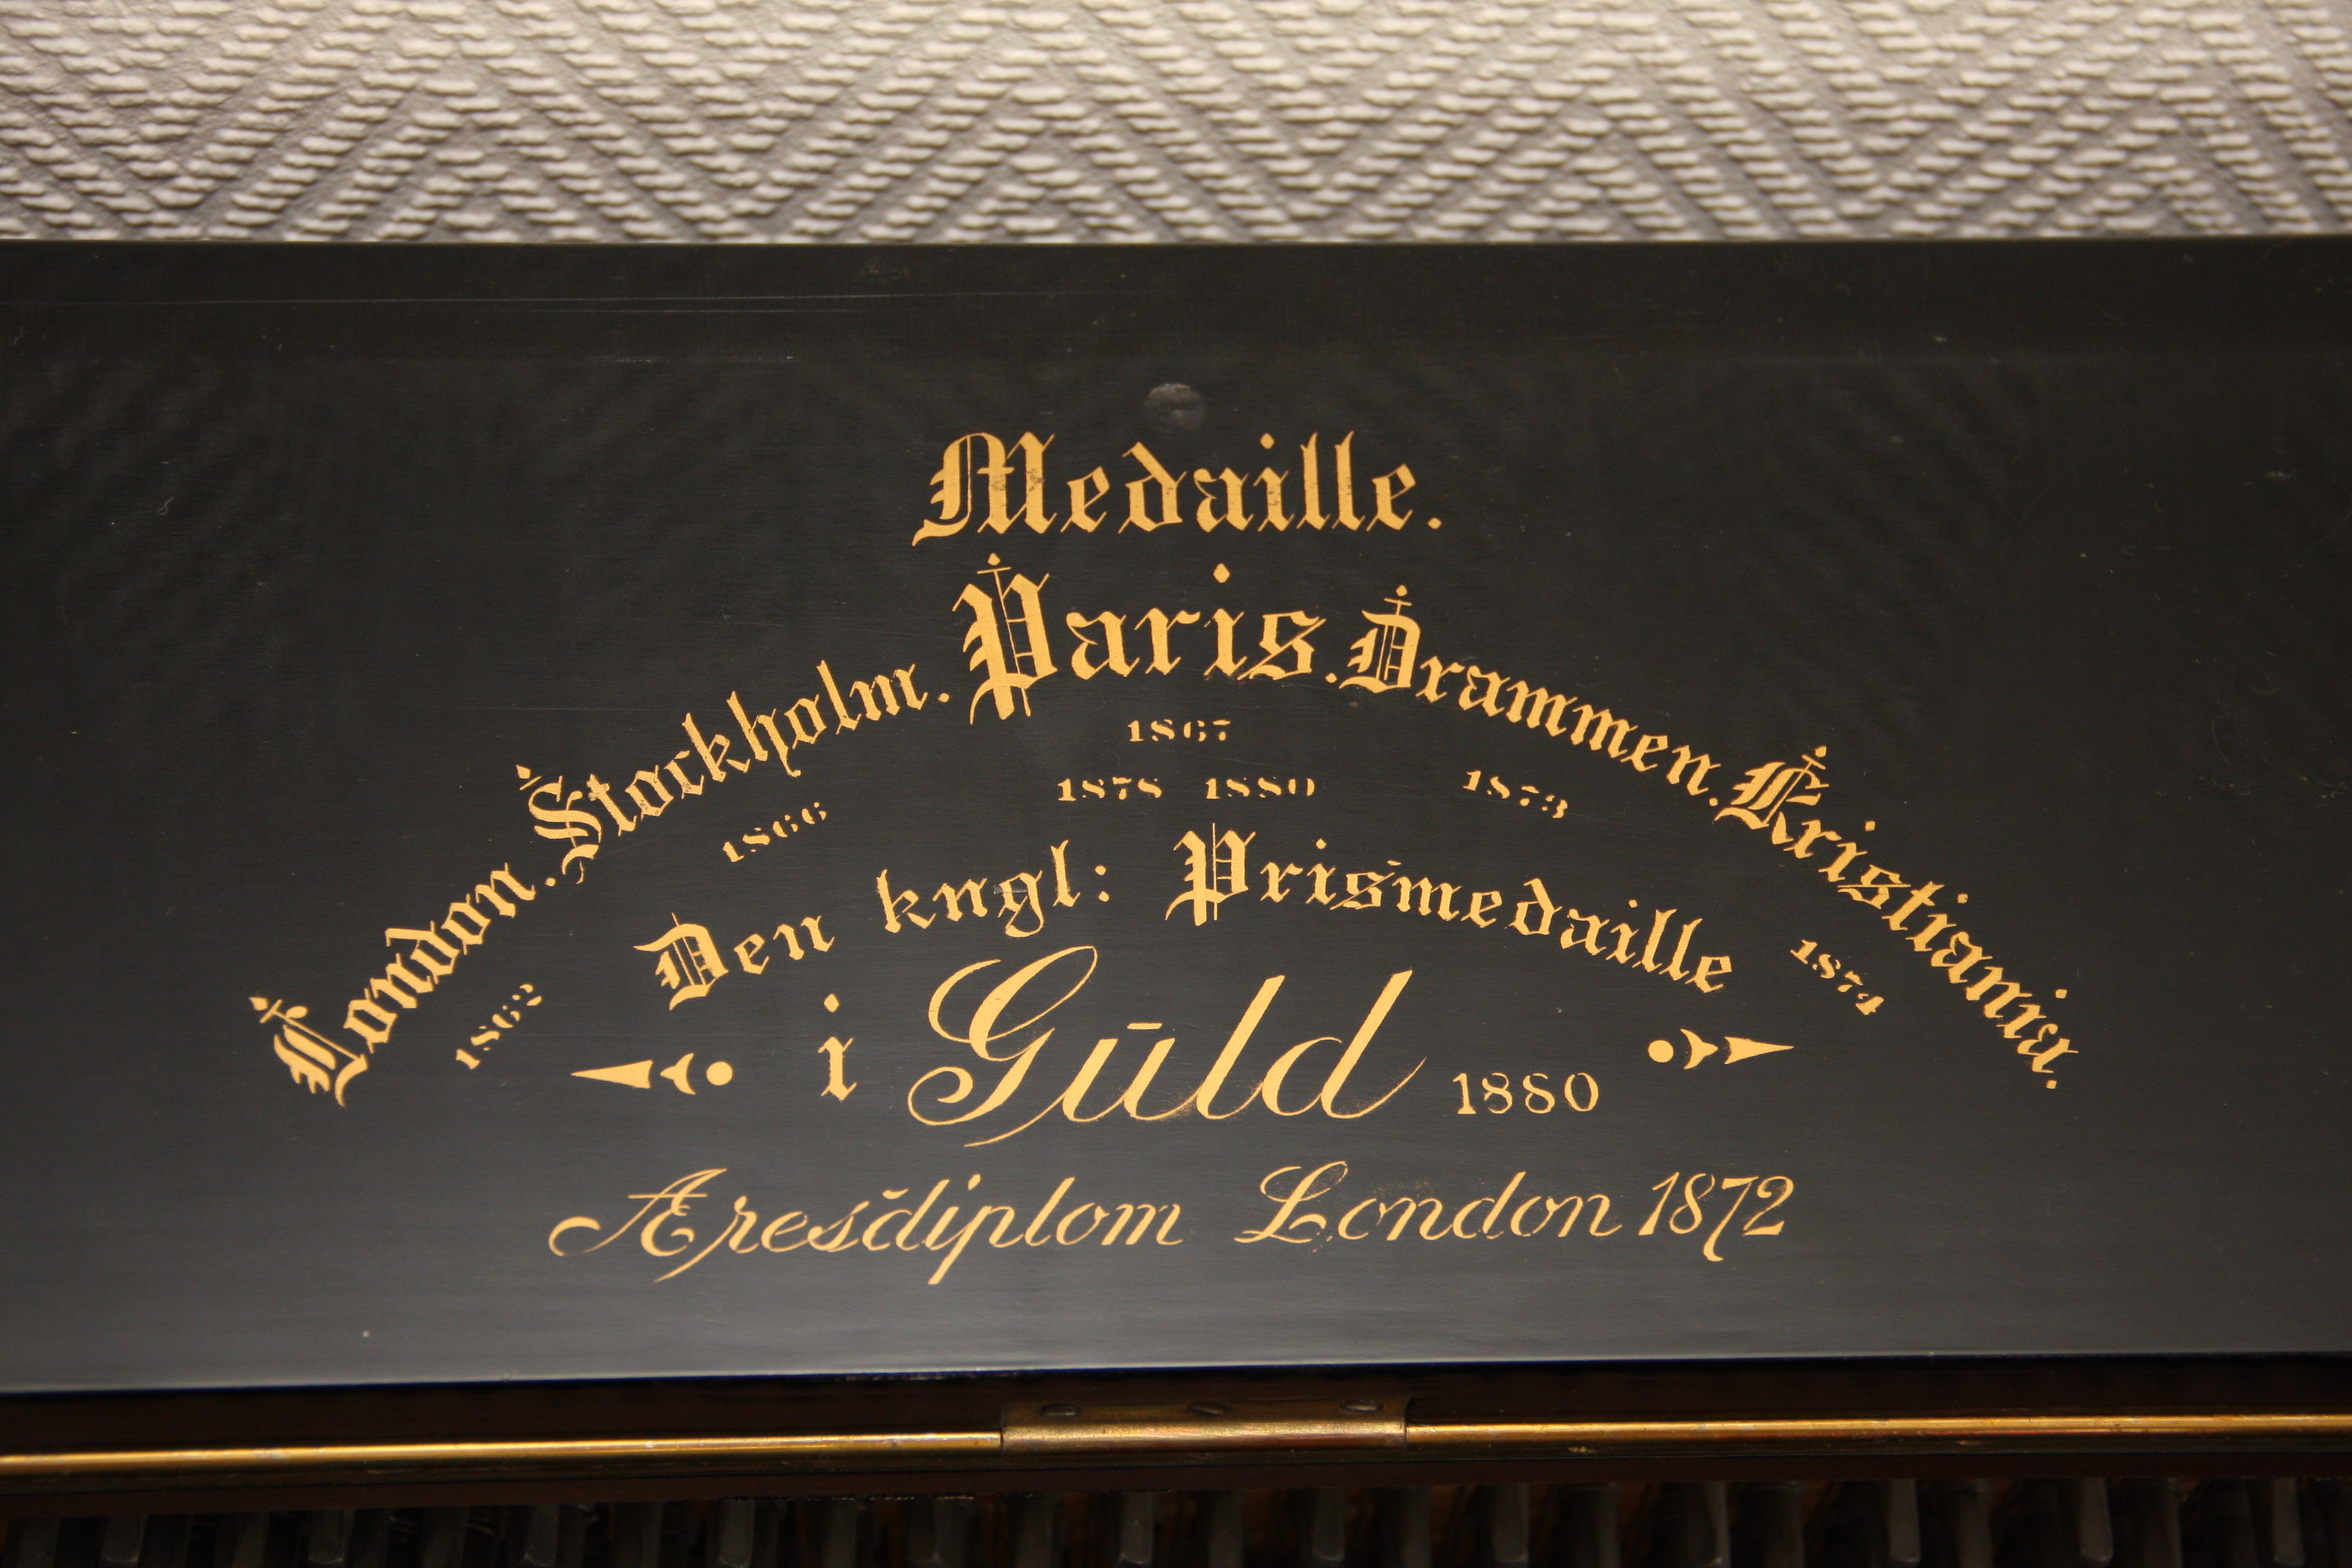 Medaille.
London. Stockholm. Paris. Drammen. Kristiania.
1862 1866 1867 1873 1874
1878 1880
Den kngl: Prismedaille
i Gūld 1880
Æresdiplom London 1872